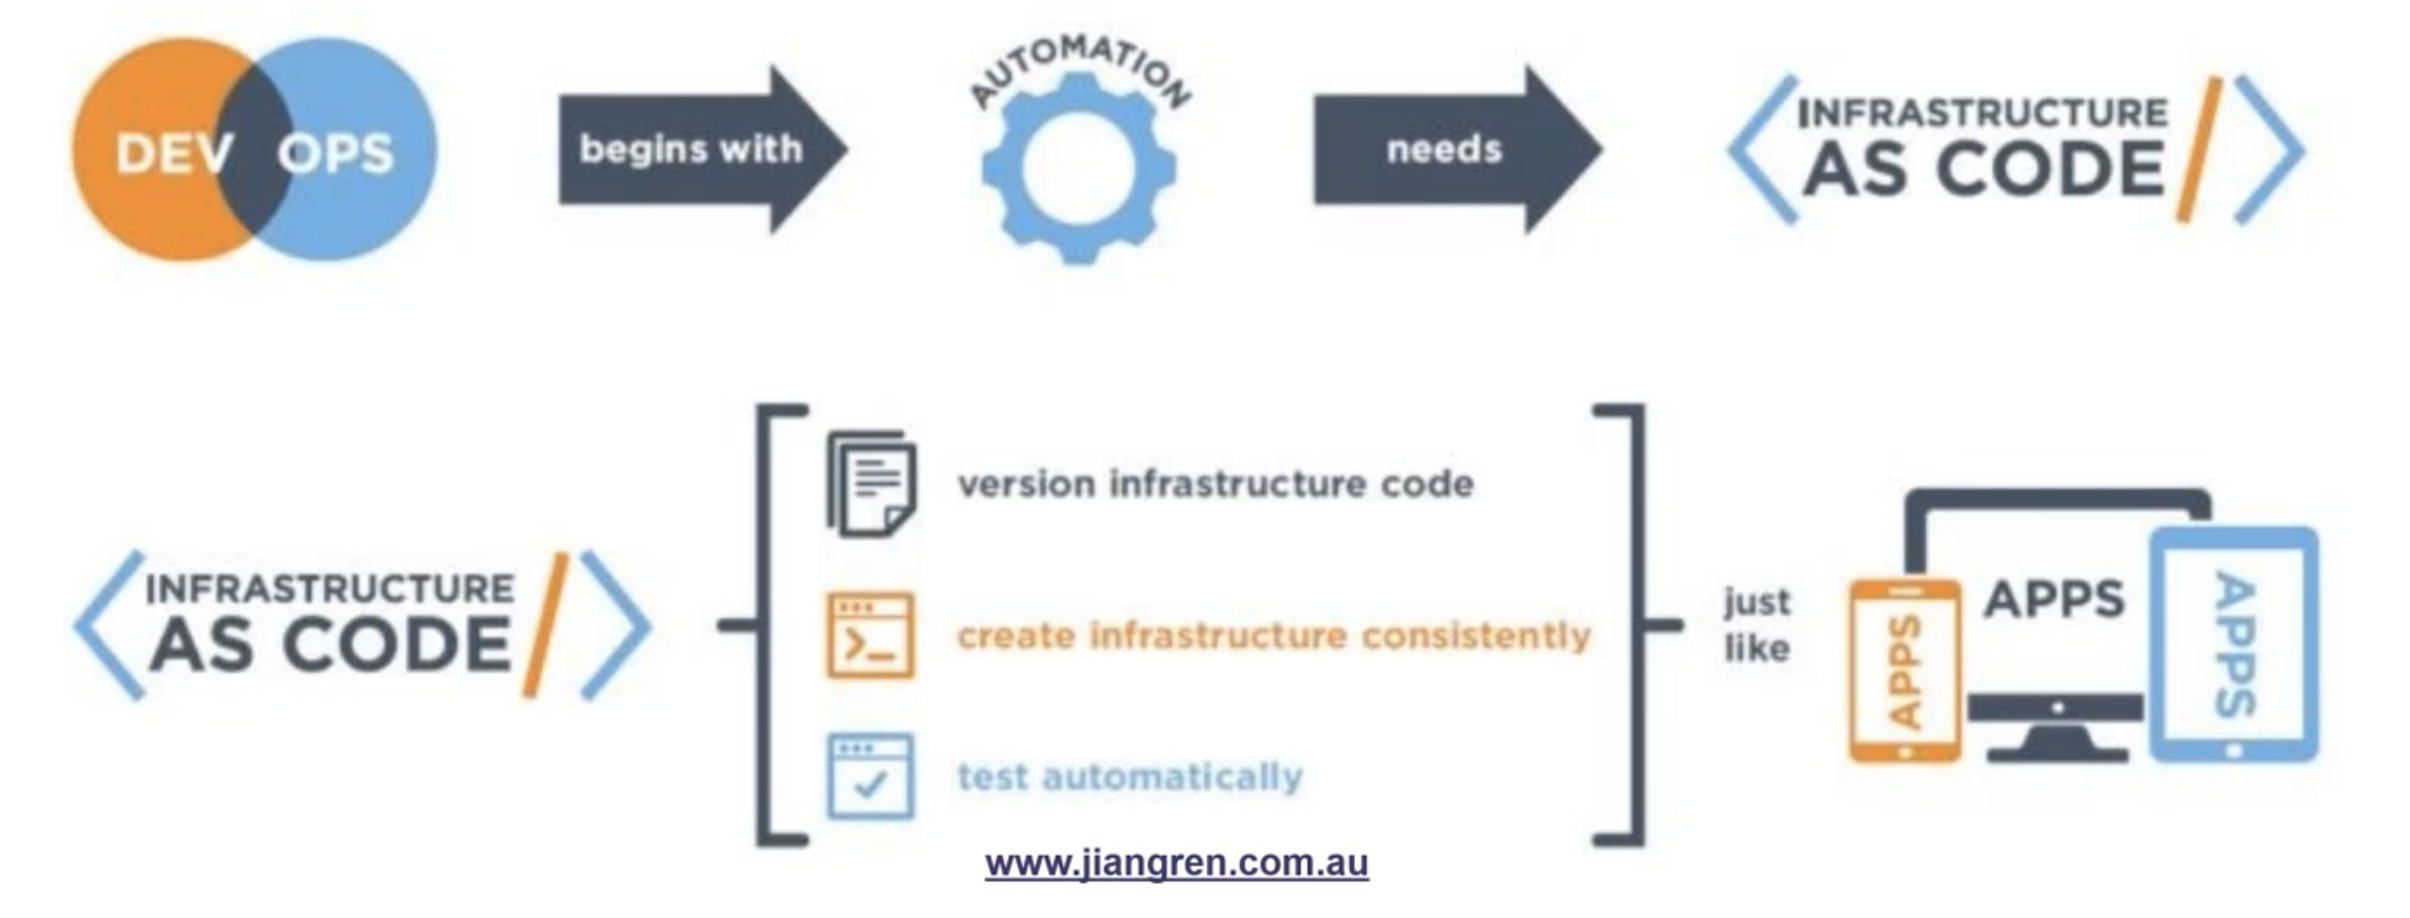 DEV OPS
begins with
AUTOMATION
needs
INFRASTRUCTURE
AS CODE
INFRASTRUCTURE
AS CODE
version infrastructure code
create infrastructure consistently
test automatically
just
like
APPS
APPS
APPS
www.jiangren.com.au